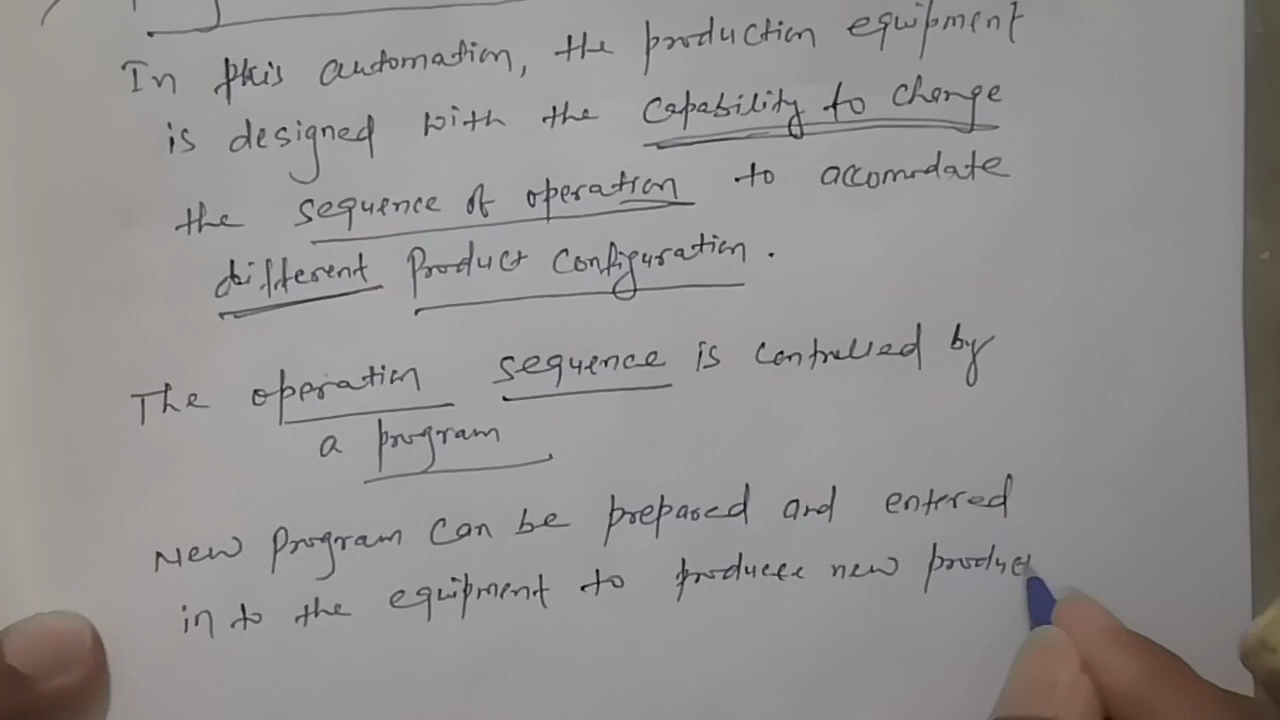 In this automation, the production equipment
is designed with the capability to change
the sequence of operation to accomodate
different Product Configuration.
The operation sequence is controlled by
a program
New program can be prepared and entered
in to the equipment to produce new produc